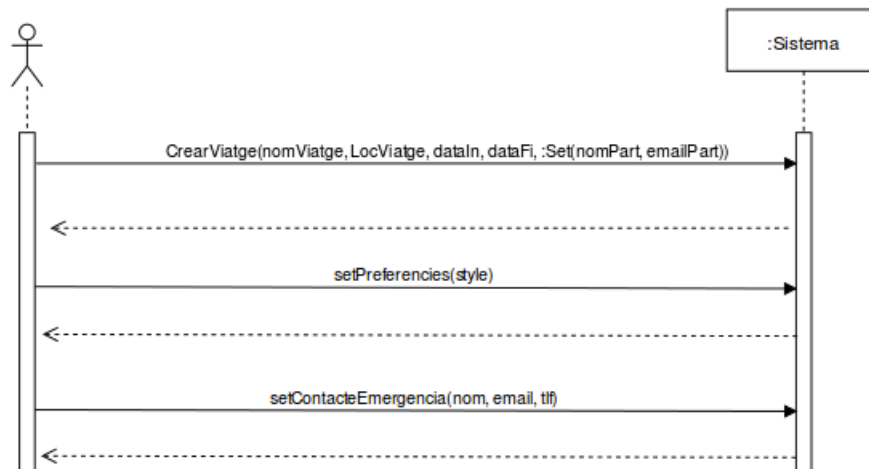 :Sistema
CrearViatge(nomViatge, LocViatge, dataIn, dataFi, :Set(nomPart, emailPart))
setPreferencies(style)
setContacteEmergencia(nom, email, tlf)